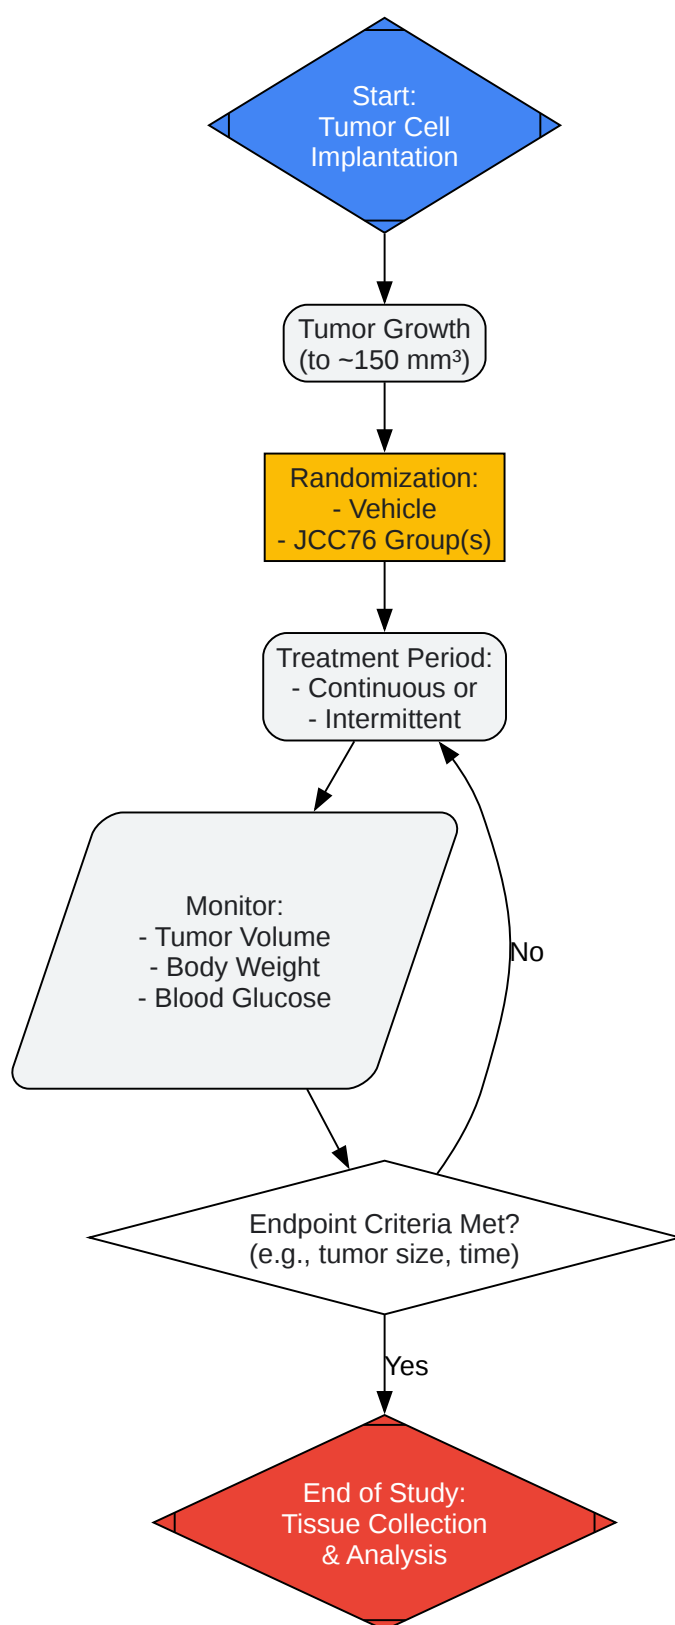 Start:
Tumor Cell
Implantation
Tumor Growth
(to ~150 mm³)
Randomization:
- Vehicle
- JCC76 Group(s)
Treatment Period:
- Continuous or
- Intermittent
Monitor:
- Tumor Volume
- Body Weight
- Blood Glucose
No
Endpoint Criteria Met?
(e.g., tumor size, time)
Yes
End of Study:
Tissue Collection
& Analysis